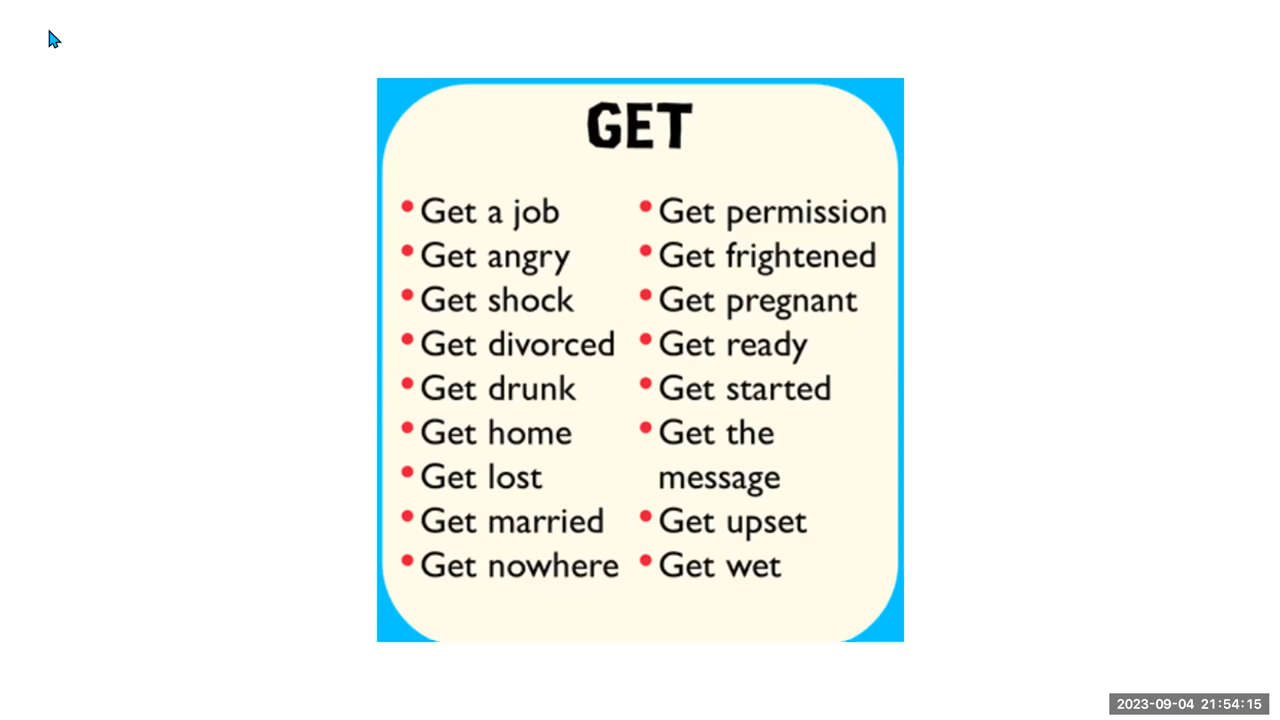 GET
• Get a job
• Get angry
• Get shock
• Get divorced
• Get drunk
• Get home
• Get lost
• Get married
• Get nowhere
• Get permission
• Get frightened
• Get pregnant
• Get ready
• Get started
• Get the
message
• Get upset
• Get wet
2023-09-04 21:54:15